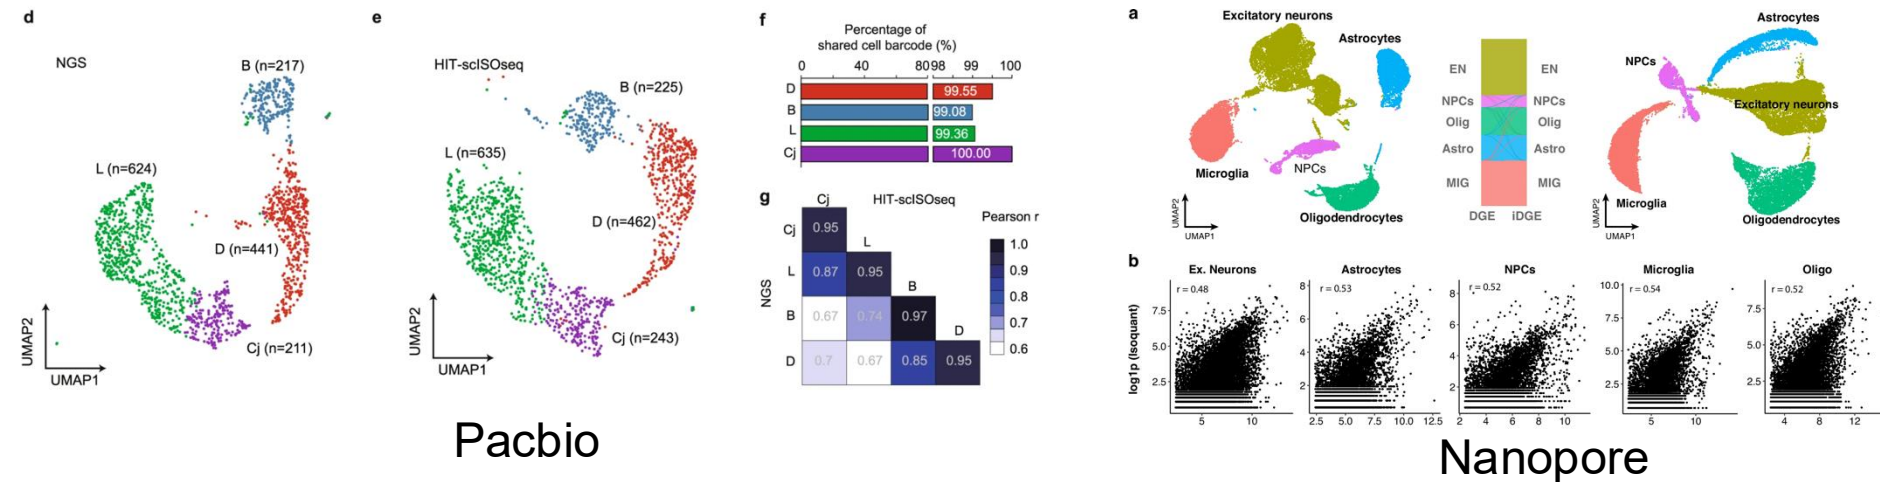 d
NGS
B (n=217)
L (n=624)
D (n=441)
Cj (n=211)
UMAP2
UMAP1
e
HIT-scISOseq
B (n=225)
L (n=635)
D (n=462)
Cj (n=243)
UMAP2
UMAP1
f
Percentage of
shared cell barcode (%)
0 40 80 98 99 100
D 99.55
B 99.08
L 99.36
Cj 100.00
g
HIT-scISOseq
Cj
L
B
D
NGS
Cj 0.95
L 0.87 0.95
B 0.67 0.74 0.97
D 0.7 0.67 0.85 0.95
Pearson r
1.0
0.9
0.8
0.7
0.6
Pacbio
a
Excitatory neurons
Astrocytes
Microglia
NPCs
Oligodendrocytes
UMAP2
UMAP1
EN EN
NPCs NPCs
Olig Olig
Astro Astro
MIG MIG
DGE iDGE
Astrocytes
NPCs
Excitatory neurons
Microglia
Oligodendrocytes
UMAP2
UMAP1
b
log1p (Isoquant)
Ex. Neurons
r = 0.48
7.5
5.0
2.5
5 10
Astrocytes
r = 0.53
8
6
4
2
2.5 5.0 7.5 10.0 12.5
NPCs
r = 0.52
8
6
4
2
2 4 6 8 10
Microglia
r = 0.54
10.0
7.5
5.0
2.5
5 10
Oligo
r = 0.52
7.5
5.0
2.5
4 8 12
Nanopore